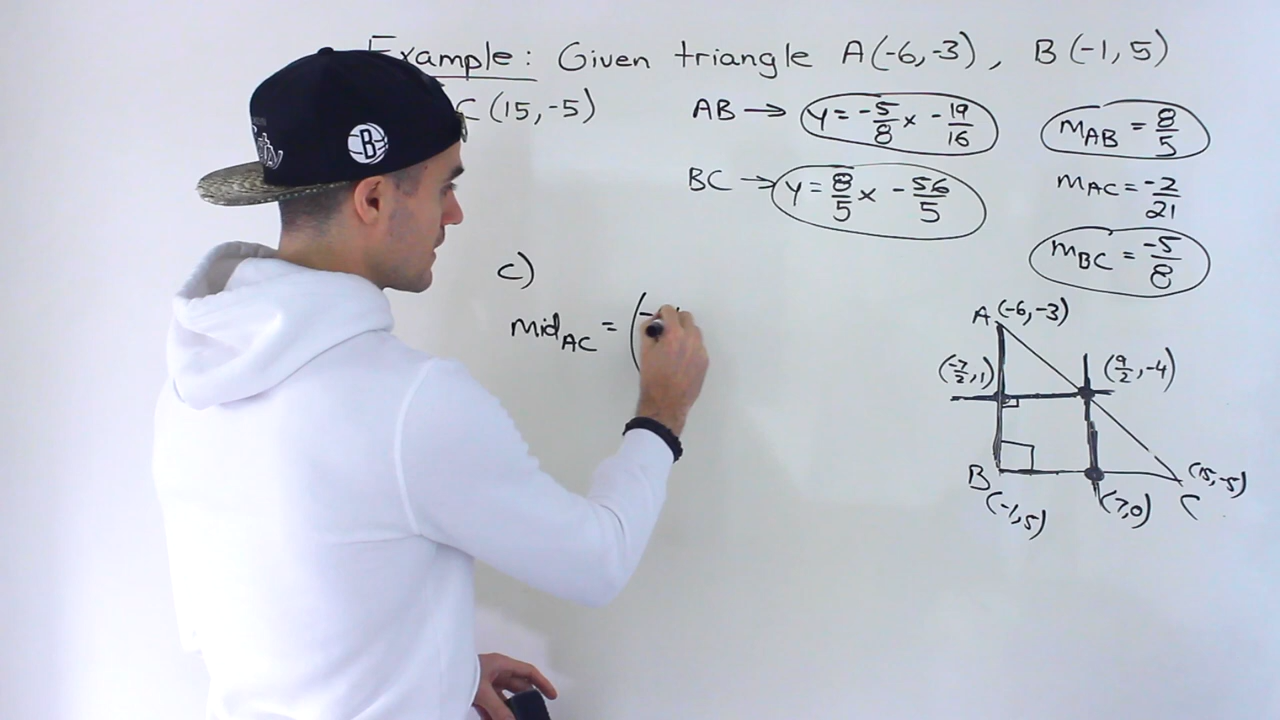 Example: Given triangle A(-6,-3), B(-1,5)
C(15,-5)
AB → y = -5/8 x - 19/16
BC → y = 8/5 x - 56/5
m_AB = 8/5
m_AC = -2/21
m_BC = -5/8
c)
mid_AC = (-
A (-6,-3)
(-7/2,1)
(9/2,-4)
B
(-1,5)
(7,0)
(15,-5)
C
B